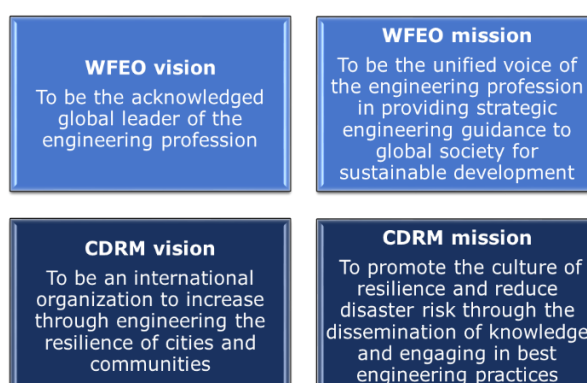 WFEO vision
To be the acknowledged
global leader of the
engineering profession
WFEO mission
To be the unified voice of
the engineering profession
in providing strategic
engineering guidance to
global society for
sustainable development
CDRM vision
To be an international
organization to increase
through engineering the
resilience of cities and
communities
CDRM mission
To promote the culture of
resilience and reduce
disaster risk through the
dissemination of knowledge
and engaging in best
engineering practices